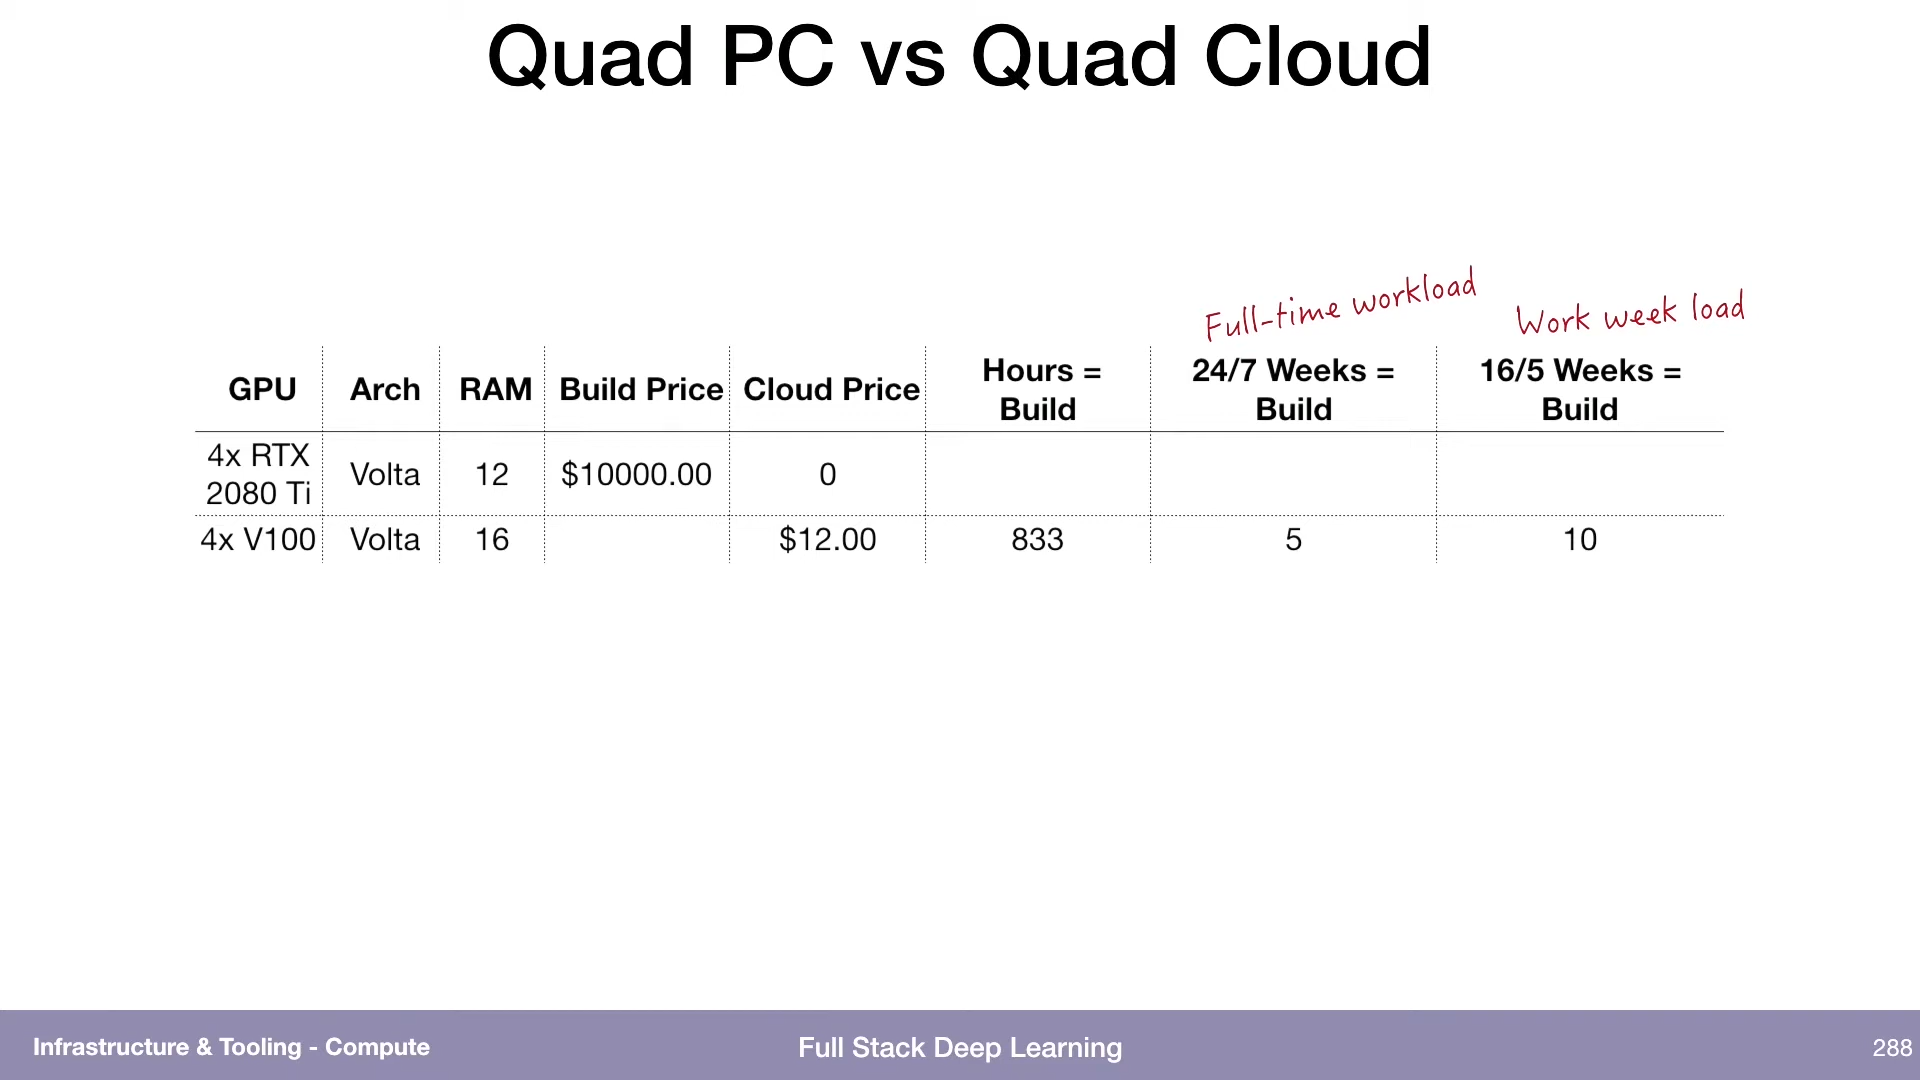 Quad PC vs Quad Cloud
Full-time workload
Work week load
GPU Arch RAM Build Price Cloud Price Hours = Build 24/7 Weeks = Build 16/5 Weeks = Build
4x RTX 2080 Ti Volta 12 $10000.00 0
4x V100 Volta 16 $12.00 833 5 10
Infrastructure & Tooling - Compute Full Stack Deep Learning 288